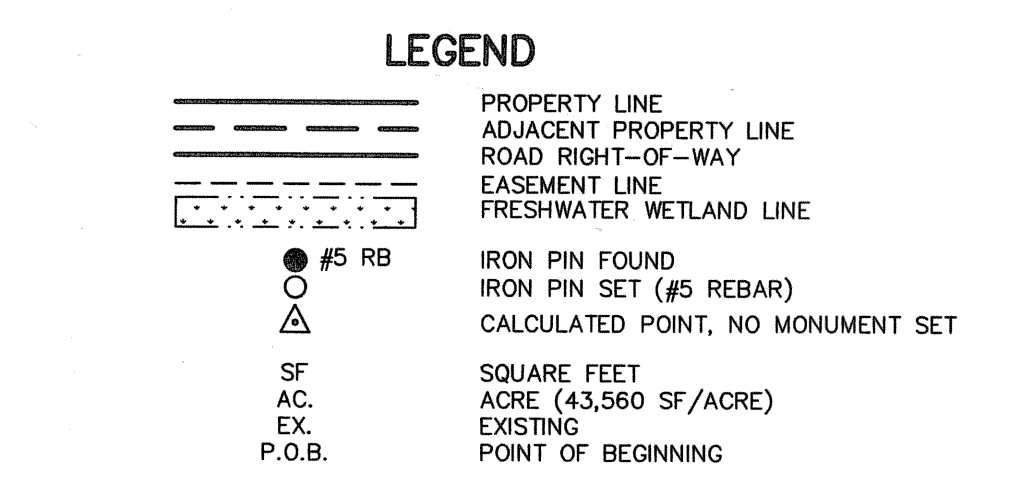 LEGEND
PROPERTY LINE
ADJACENT PROPERTY LINE
ROAD RIGHT-OF-WAY
EASEMENT LINE
FRESHWATER WETLAND LINE
#5 RB IRON PIN FOUND
IRON PIN SET (#5 REBAR)
CALCULATED POINT, NO MONUMENT SET
SF SQUARE FEET
AC. ACRE (43,560 SF/ACRE)
EX. EXISTING
P.O.B. POINT OF BEGINNING